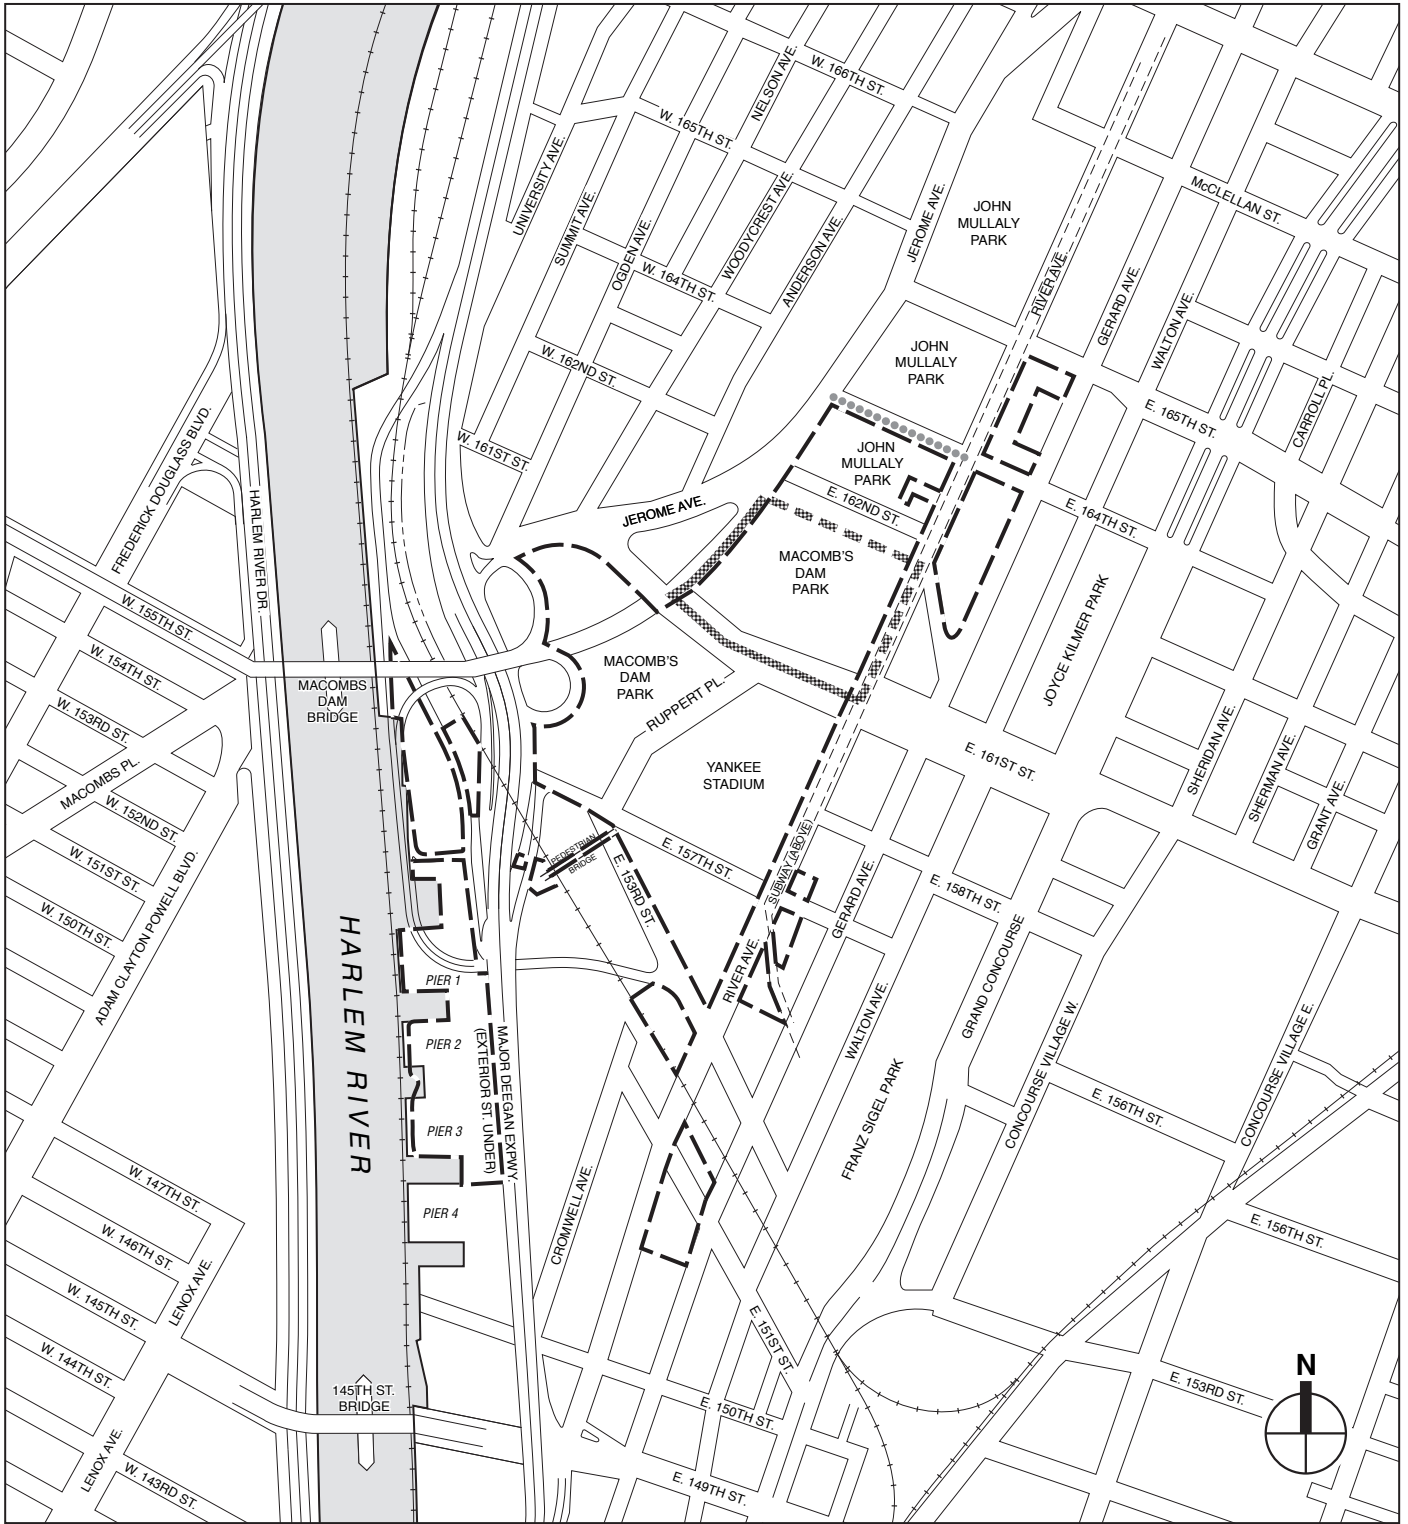 W. 166TH ST.
NELSON AVE.
W. 165TH ST.
UNIVERSITY AVE.
SUMMIT AVE.
OGDEN AVE.
WOODYCREST AVE.
ANDERSON AVE.
JEROME AVE.
W. 164TH ST.
JOHN
MULLALY
PARK
McCLELLAN ST.
RIVER AVE.
GERARD AVE.
WALTON AVE.
CARROLL PL.
JOHN
MULLALY
PARK
W. 162ND ST.
E. 165TH ST.
FREDERICK DOUGLASS BLVD.
W. 161ST ST.
JOHN
MULLALY
PARK
HARLEM RIVER DR.
JEROME AVE.
E. 162ND ST.
E. 164TH ST.
MACOMB'S
DAM
PARK
JOYCE KILMER PARK
W. 155TH ST.
W. 154TH ST.
W. 153RD ST.
MACOMBS
DAM
BRIDGE
MACOMB'S
DAM
PARK
RUPPERT PL.
MACOMBS PL.
W. 152ND ST.
W. 151ST ST.
W. 150TH ST.
ADAM CLAYTON POWELL BLVD.
YANKEE
STADIUM
E. 161ST ST.
SHERIDAN AVE.
SHERMAN AVE.
GRANT AVE.
PEDESTRIAN
BRIDGE
E. 153RD ST.
E. 157TH ST.
SUBWAY (ABOVE)
GERARD AVE.
E. 158TH ST.
HARLEM RIVER
PIER 1
RIVER AVE.
WALTON AVE.
GRAND CONCOURSE
CONCOURSE VILLAGE W.
CONCOURSE VILLAGE E.
PIER 2
MAJOR DEEGAN EXPWY.
(EXTERIOR ST. UNDER)
PIER 3
FRANZ SIGEL PARK
E. 156TH ST.
W. 147TH ST.
PIER 4
CROMWELL AVE.
W. 146TH ST.
E. 156TH ST.
W. 145TH ST.
LENOX AVE.
W. 144TH ST.
E. 151ST ST.
145TH ST.
BRIDGE
N
E. 150TH ST.
E. 153RD ST.
LENOX AVE.
W. 143RD ST.
E. 149TH ST.